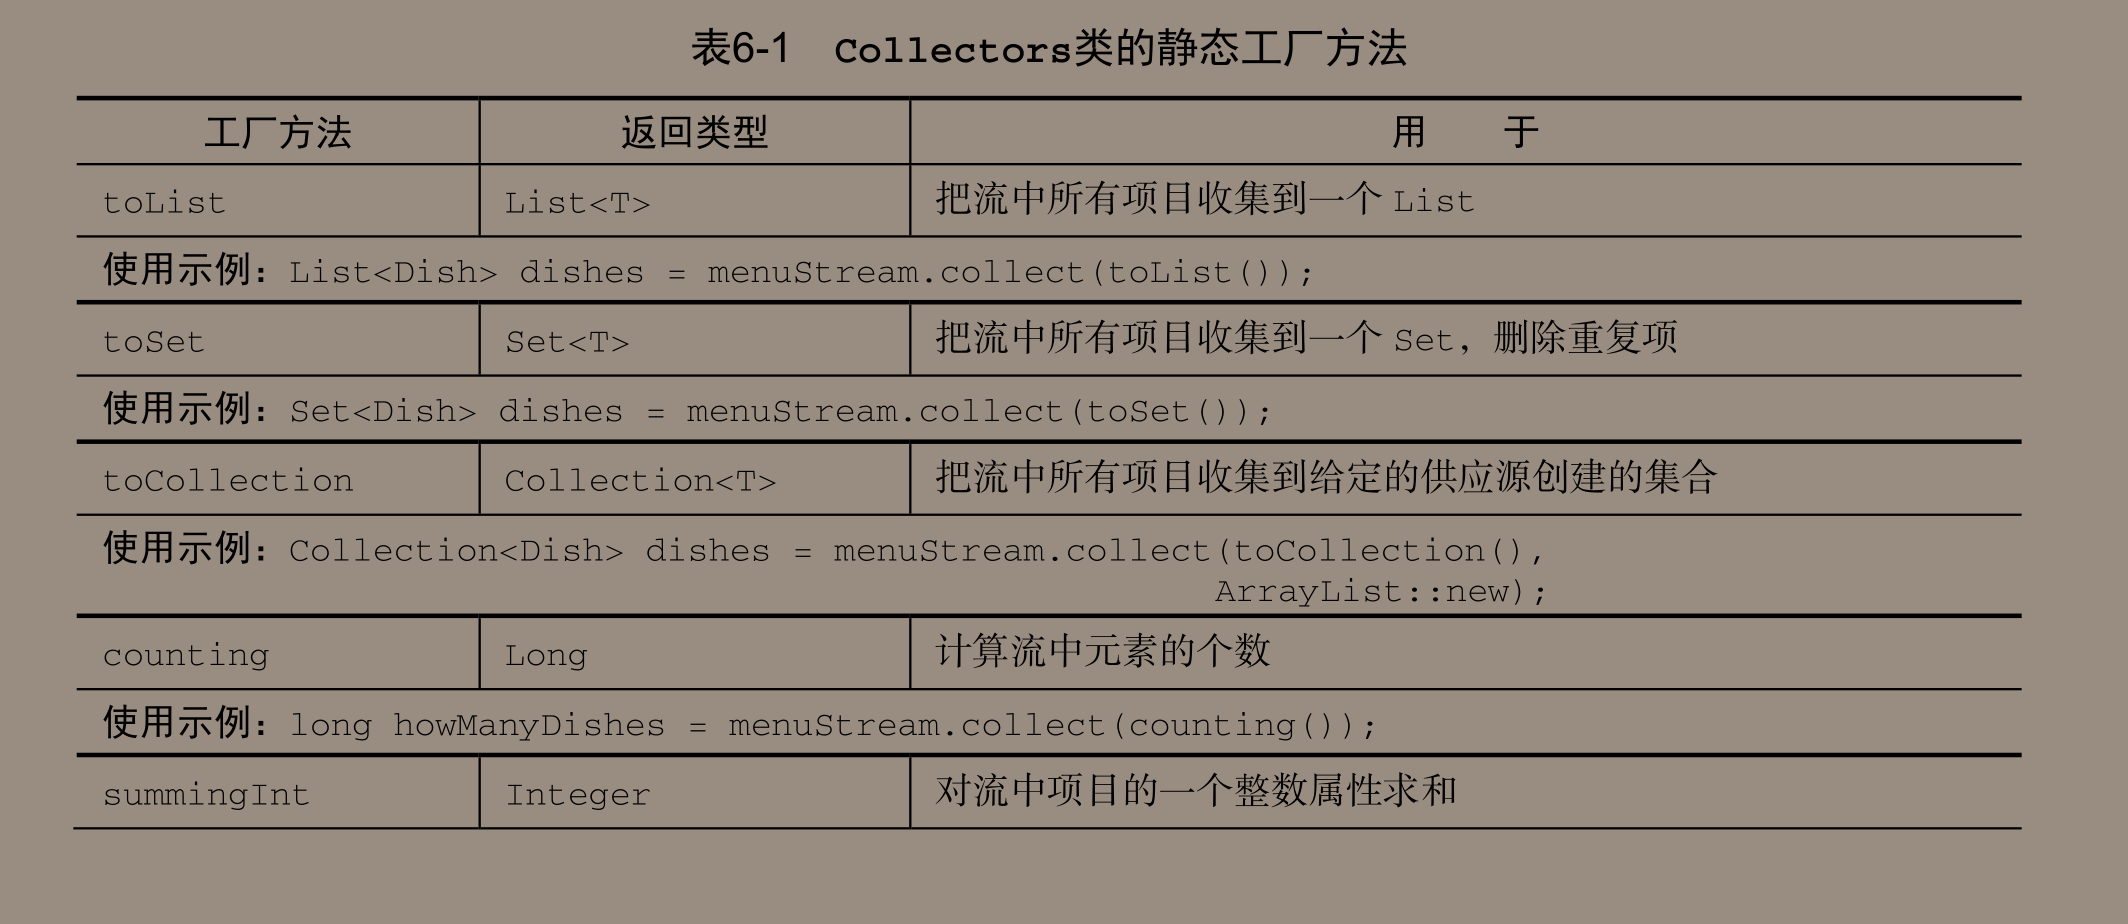 表6-1 Collectors类的静态工厂方法
工厂方法 返回类型 用 于
toList List<T> 把流中所有项目收集到一个 List
使用示例：List<Dish> dishes = menuStream.collect(toList());
toSet Set<T> 把流中所有项目收集到一个 Set，删除重复项
使用示例：Set<Dish> dishes = menuStream.collect(toSet());
toCollection Collection<T> 把流中所有项目收集到给定的供应源创建的集合
使用示例：Collection<Dish> dishes = menuStream.collect(toCollection(),
ArrayList::new);
counting Long 计算流中元素的个数
使用示例：long howManyDishes = menuStream.collect(counting());
summingInt Integer 对流中项目的一个整数属性求和